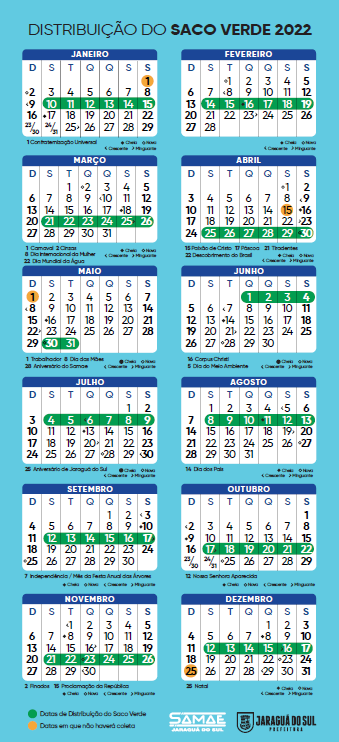 DISTRIBUIÇÃO DO SACO VERDE 2022
JANEIRO
D S T Q Q S S
1
2 3 4 5 6 7 8
9 10 11 12 13 14 15
16 17 18 19 20 21 22
23/30 24/31 25 26 27 28 29
1 Confraternização Universal
Cheia Nova
Crescente Minguante
FEVEREIRO
D S T Q Q S S
1 2 3 4 5
6 7 8 9 10 11 12
13 14 15 16 17 18 19
20 21 22 23 24 25 26
27 28
Cheia Nova
Crescente Minguante
MARÇO
D S T Q Q S S
1 2 3 4 5
6 7 8 9 10 11 12
13 14 15 16 17 18 19
20 21 22 23 24 25 26
27 28 29 30 31
1 Carnaval 2 Cinzas
8 Dia Internacional da Mulher
22 Dia Mundial da Água
Cheia Nova
Crescente Minguante
ABRIL
D S T Q Q S S
1 2
3 4 5 6 7 8 9
10 11 12 13 14 15 16
17 18 19 20 21 22 23
24 25 26 27 28 29 30
15 Paixão de Cristo 17 Páscoa 21 Tiradentes
22 Descobrimento do Brasil
Cheia Nova
Crescente Minguante
MAIO
D S T Q Q S S
1 2 3 4 5 6 7
8 9 10 11 12 13 14
15 16 17 18 19 20 21
22 23 24 25 26 27 28
29 30 31
1 Trabalhador 8 Dia das Mães
28 Aniversário do Samae
Cheia Nova
Crescente Minguante
JUNHO
D S T Q Q S S
1 2 3 4
5 6 7 8 9 10 11
12 13 14 15 16 17 18
19 20 21 22 23 24 25
26 27 28 29 30
16 Corpus Christi
5 Dia do Meio Ambiente
Cheia Nova
Crescente Minguante
JULHO
D S T Q Q S S
1 2
3 4 5 6 7 8 9
10 11 12 13 14 15 16
17 18 19 20 21 22 23
24 25 26 27 28 29 30
25 Aniversário de Jaraguá do Sul
Cheia Nova
Crescente Minguante
AGOSTO
D S T Q Q S S
1 2 3 4 5 6
7 8 9 10 11 12 13
14 15 16 17 18 19 20
21 22 23 24 25 26 27
28 29 30 31
14 Dia dos Pais
Cheia Nova
Crescente Minguante
SETEMBRO
D S T Q Q S S
1 2 3
4 5 6 7 8 9 10
11 12 13 14 15 16 17
18 19 20 21 22 23 24
25 26 27 28 29 30
7 Independência / Mês da Festa Anual das Árvores
Cheia Nova Crescente Minguante
OUTUBRO
D S T Q Q S S
1
2 3 4 5 6 7 8
9 10 11 12 13 14 15
16 17 18 19 20 21 22
23/30 24/31 25 26 27 28 29
12 Nossa Senhora Aparecida
Cheia Nova Crescente Minguante
NOVEMBRO
D S T Q Q S S
1 2 3 4 5
6 7 8 9 10 11 12
13 14 15 16 17 18 19
20 21 22 23 24 25 26
27 28 29 30
2 Finados 15 Proclamação da República
Cheia Nova Crescente Minguante
DEZEMBRO
D S T Q Q S S
1 2 3
4 5 6 7 8 9 10
11 12 13 14 15 16 17
18 19 20 21 22 23 24
25 26 27 28 29 30 31
25 Natal
Cheia Nova Crescente Minguante
Datas de Distribuição do Saco Verde
Datas em que não haverá coleta
SAMAE
JARAGUÁ DO SUL
JARAGUÁ DO SUL
PREFEITURA